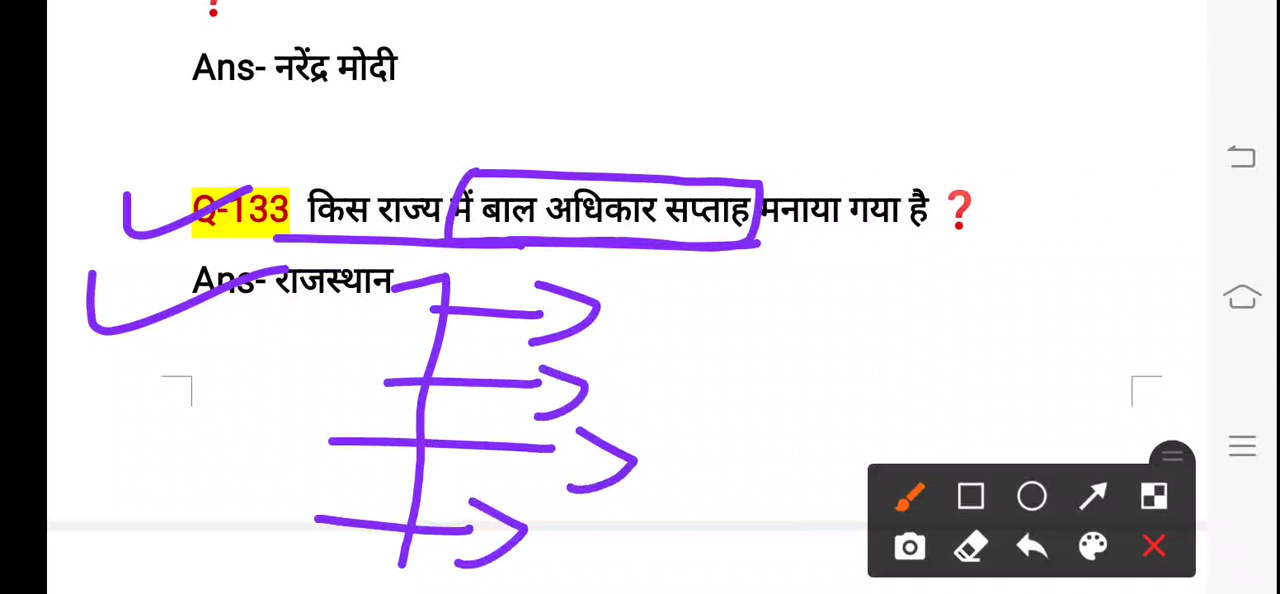 ?
Ans- नरेंद्र मोदी
Q-133 किस राज्य में बाल अधिकार सप्ताह मनाया गया है ❓
Ans- राजस्थान